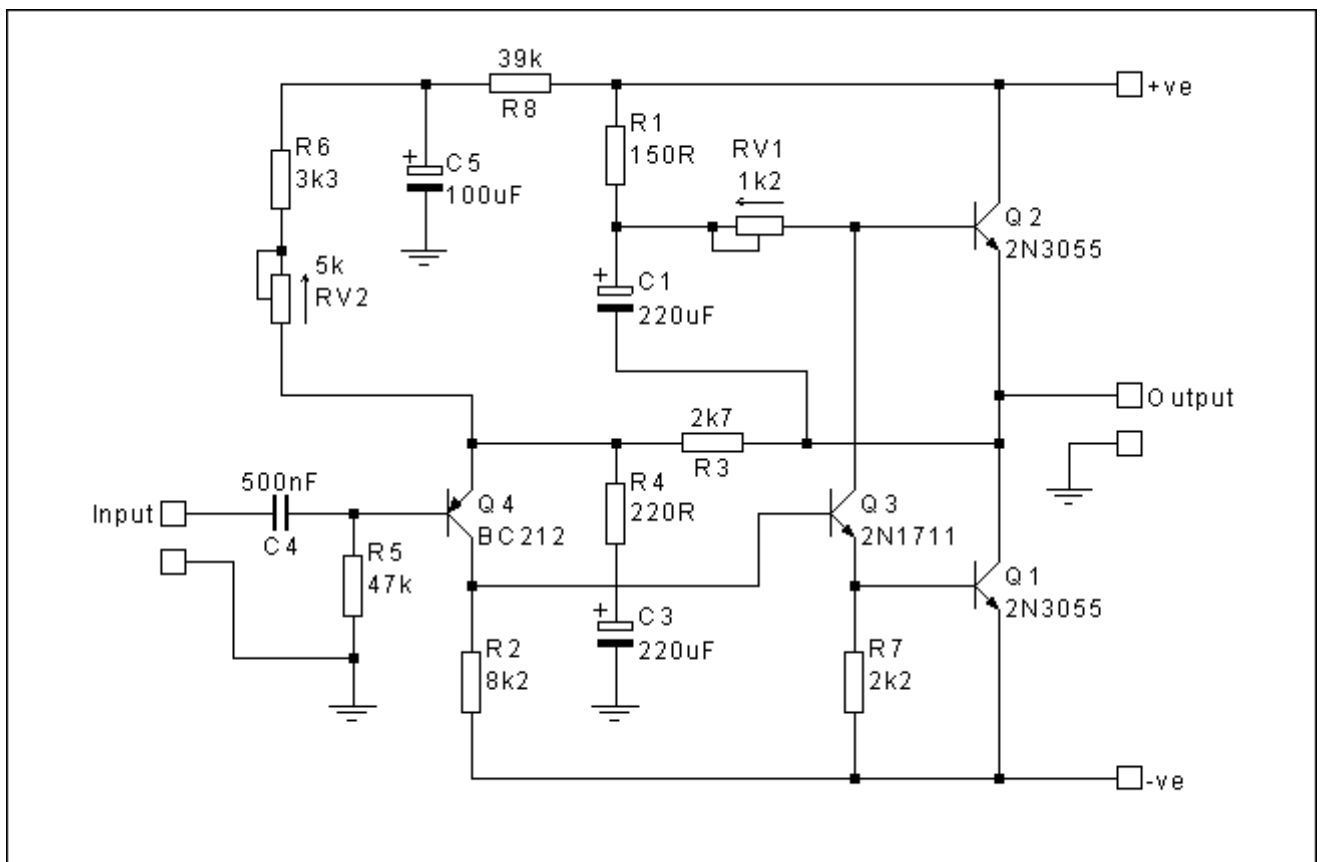 39k
R8
+ve
R6
3k3
+
C5
100uF
R1
150R
RV1
1k2
Q2
2N3055
5k
RV2
+
C1
220uF
Output
2k7
R3
500nF
Input
C4
Q4
BC212
R4
220R
Q3
2N1711
R5
47k
Q1
2N3055
+
C3
220uF
R2
8k2
R7
2k2
-ve